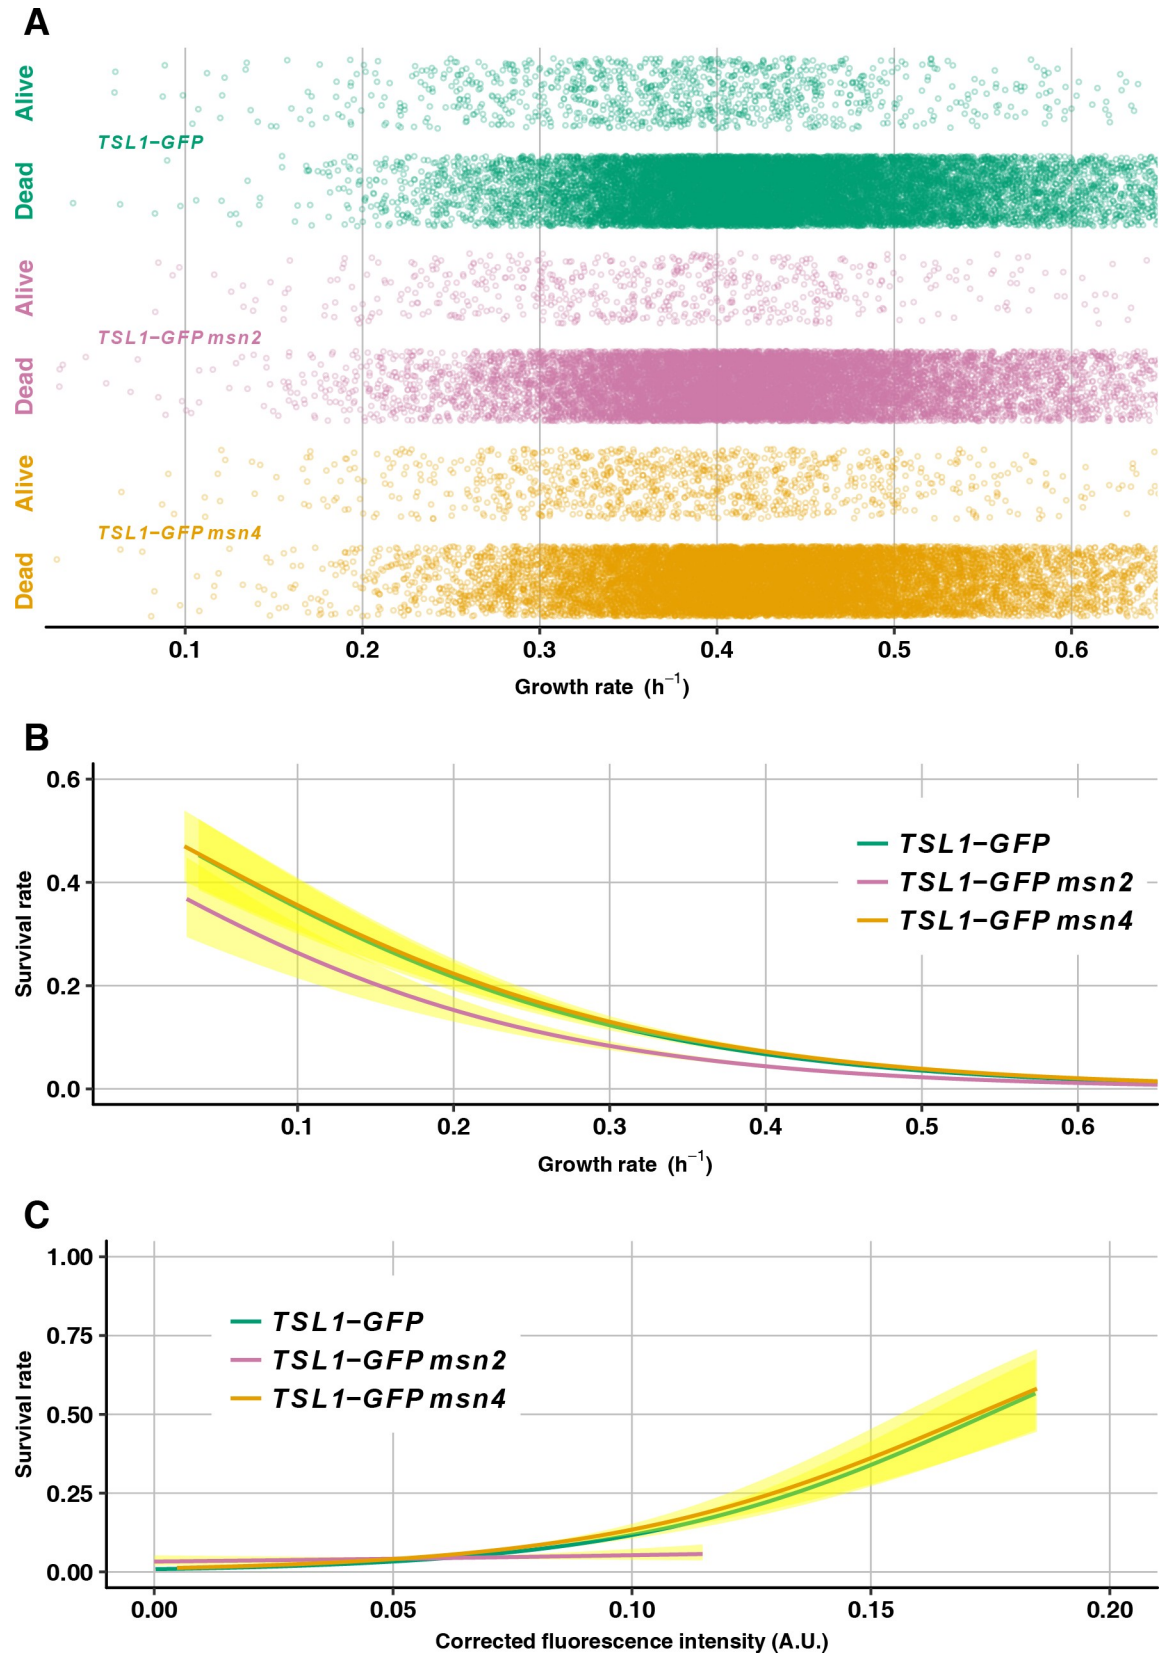 A
Alive
TSL1−GFP
Dead
Alive
TSL1−GFP msn2
Dead
Alive
TSL1−GFP msn4
Dead
0.1 0.2 0.3 0.4 0.5 0.6
Growth rate (h−1)
B
Survival rate
0.6
0.4
0.2
0.0
TSL1−GFP
TSL1−GFP msn2
TSL1−GFP msn4
0.1 0.2 0.3 0.4 0.5 0.6
Growth rate (h−1)
C
Survival rate
1.00
0.75
0.50
0.25
0.00
TSL1−GFP
TSL1−GFP msn2
TSL1−GFP msn4
0.00 0.05 0.10 0.15 0.20
Corrected fluorescence intensity (A.U.)